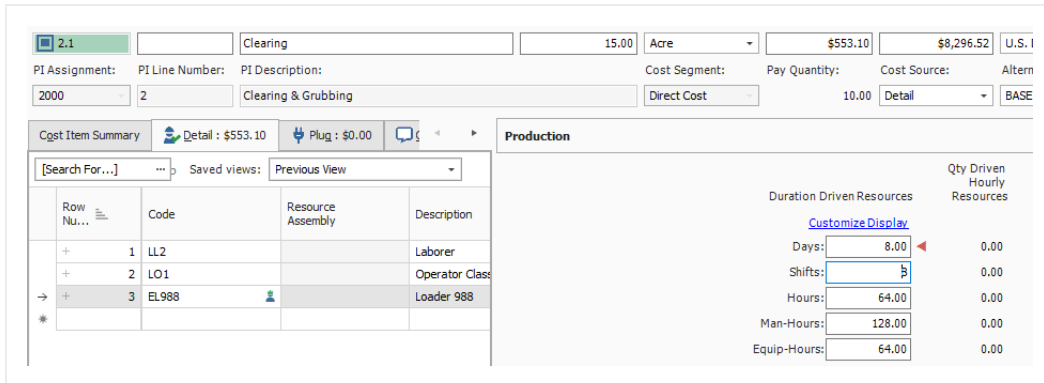 2.1 Clearing 15.00 Acre $553.10 $8,296.52 U.S.
PI Assignment: PI Line Number: PI Description: Cost Segment: Pay Quantity: Cost Source: Altern
2000 2 Clearing & Grubbing Direct Cost 10.00 Detail BASE
Cost Item Summary Detail : $553.10 Plug : $0.00
Production
[Search For...] ... Saved views: Previous View
Row Nu... Code Resource Assembly Description
1 LL2 Laborer
2 LO1 Operator Class
3 EL988 Loader 988
Qty Driven
Hourly
Duration Driven Resources Resources
Customize Display
Days: 8.00 0.00
Shifts: 0.00
Hours: 64.00 0.00
Man-Hours: 128.00 0.00
Equip-Hours: 64.00 0.00